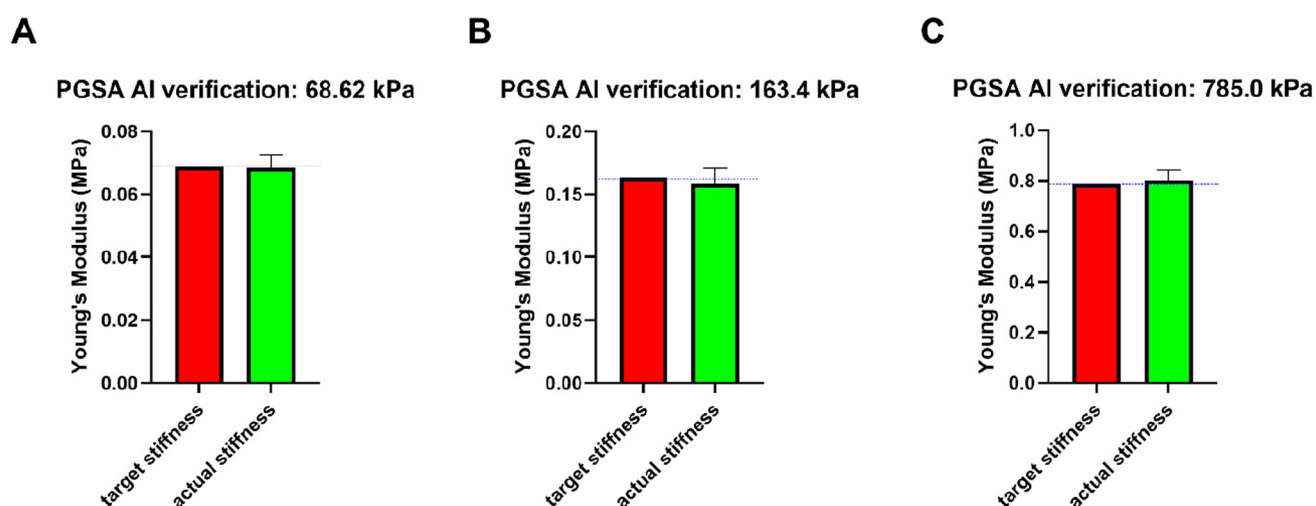 A
PGSA AI verification: 68.62 kPa
Young's Modulus (MPa)
0.08
0.06
0.04
0.02
0.00
target stiffness
actual stiffness
B
PGSA AI verification: 163.4 kPa
Young's Modulus (MPa)
0.20
0.15
0.10
0.05
0.00
target stiffness
actual stiffness
C
PGSA AI verification: 785.0 kPa
Young's Modulus (MPa)
1.0
0.8
0.6
0.4
0.2
0.0
target stiffness
actual stiffness